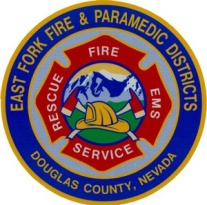 EAST FORK FIRE & PARAMEDIC DISTRICTS
FIRE
RESCUE
EMS
SERVICE
DOUGLAS COUNTY, NEVADA